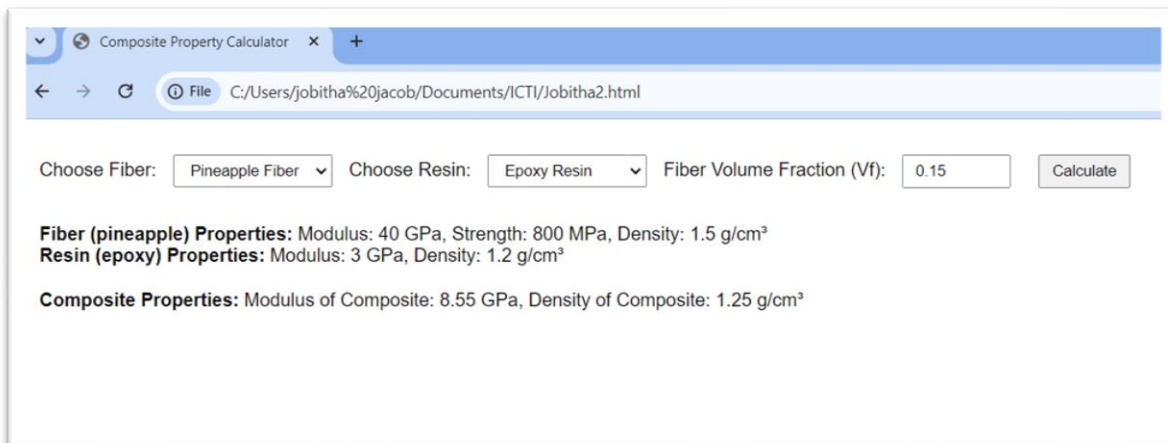 Composite Property Calculator
File C:/Users/jobitha%20jacob/Documents/ICTI/Jobitha2.html
Choose Fiber: Pineapple Fiber Choose Resin: Epoxy Resin Fiber Volume Fraction (Vf): 0.15 Calculate
Fiber (pineapple) Properties: Modulus: 40 GPa, Strength: 800 MPa, Density: 1.5 g/cm³
Resin (epoxy) Properties: Modulus: 3 GPa, Density: 1.2 g/cm³
Composite Properties: Modulus of Composite: 8.55 GPa, Density of Composite: 1.25 g/cm³